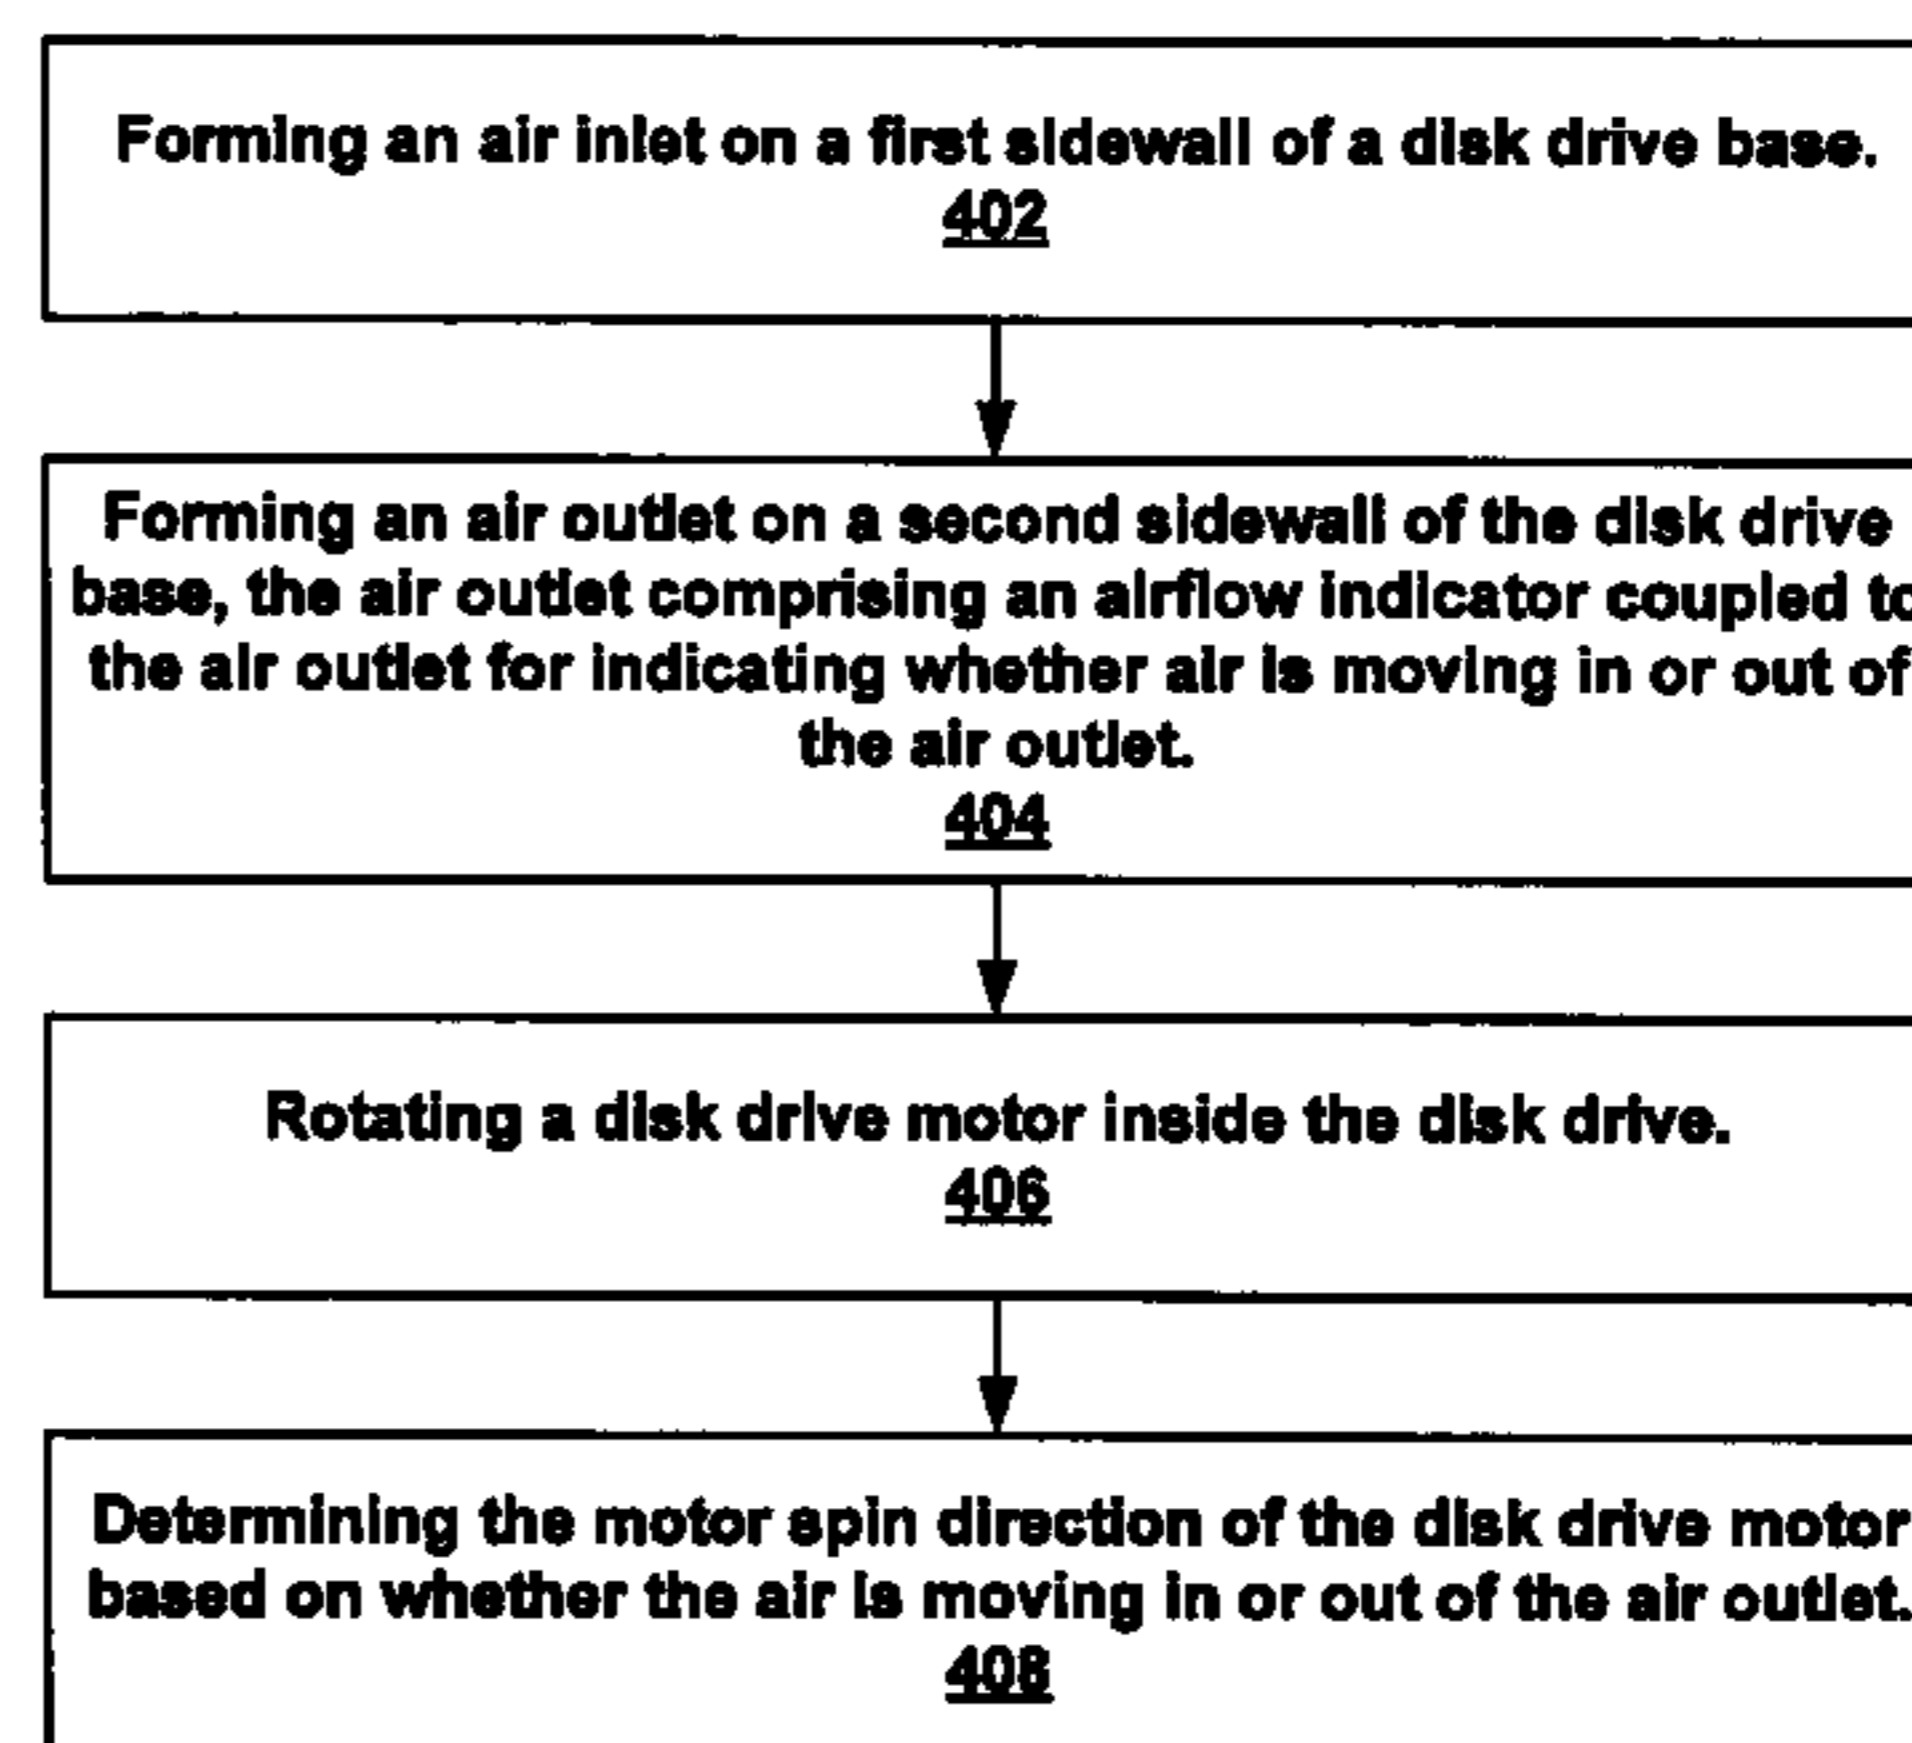 Forming an air inlet on a first sidewall of a disk drive base.
402
Forming an air outlet on a second sidewall of the disk drive
base, the air outlet comprising an airflow indicator coupled to
the air outlet for indicating whether air is moving in or out of
the air outlet.
404
Rotating a disk drive motor inside the disk drive.
406
Determining the motor spin direction of the disk drive motor
based on whether the air is moving in or out of the air outlet.
408